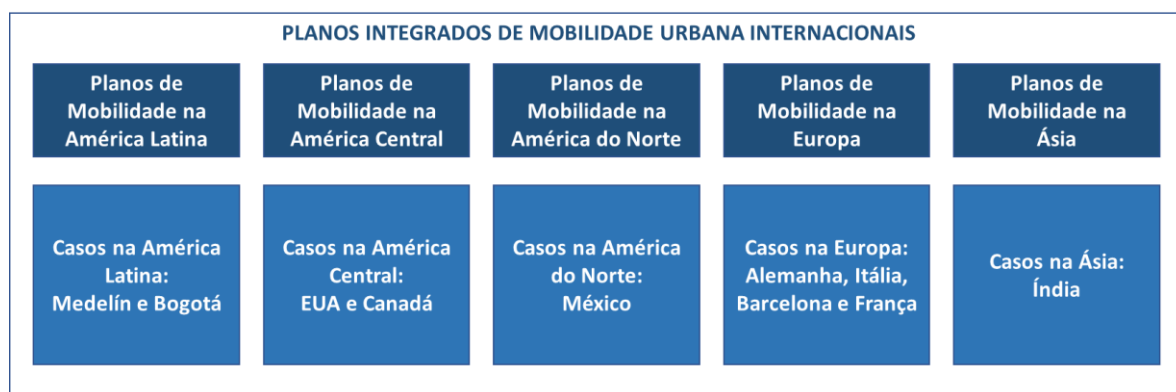 PLANOS INTEGRADOS DE MOBILIDADE URBANA INTERNACIONAIS
Planos de
Mobilidade na
América Latina
Planos de
Mobilidade na
América Central
Planos de
Mobilidade na
América do Norte
Planos de
Mobilidade na
Europa
Planos de
Mobilidade na
Ásia
Casos na América
Latina:
Medelín e Bogotá
Casos na América
Central:
EUA e Canadá
Casos na América
do Norte:
México
Casos na Europa:
Alemanha, Itália,
Barcelona e França
Casos na Ásia:
Índia